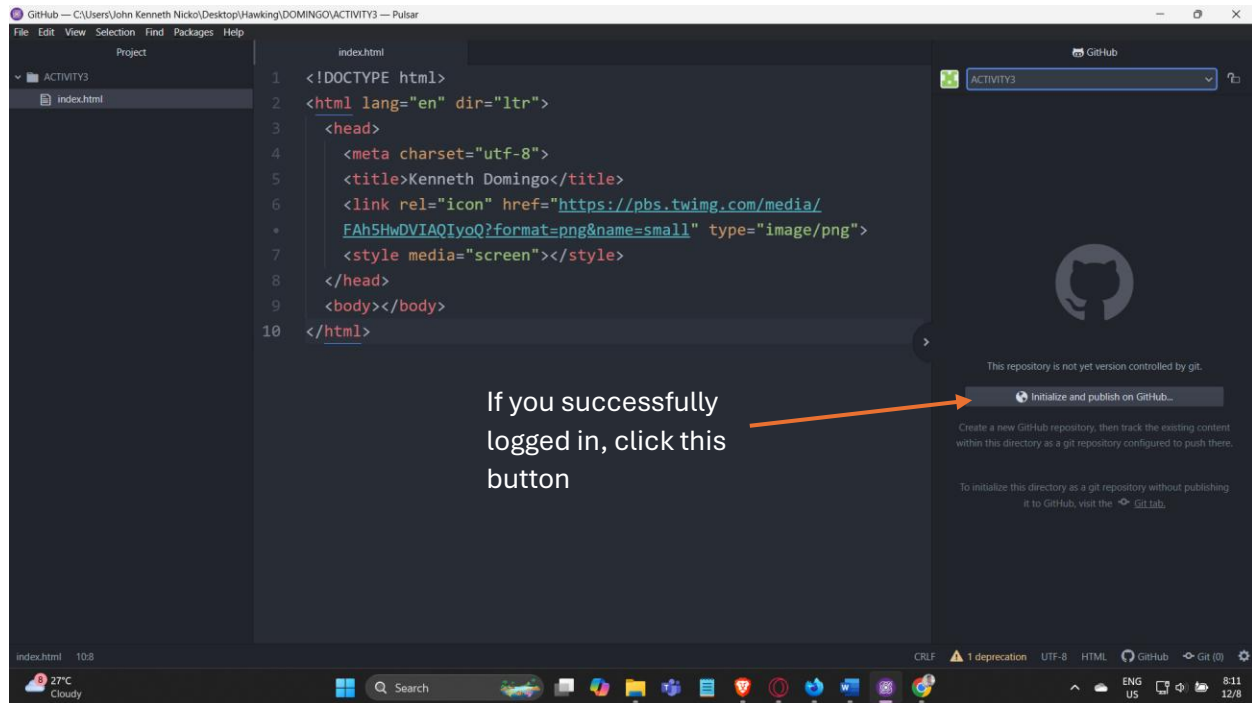 GitHub — C:\Users\John Kenneth Nicko\Desktop\Hawking\DOMINGO\ACTIVITY3 — Pulsar
File Edit View Selection Find Packages Help
Project
index.html
GitHub
ACTIVITY3
ACTIVITY3
index.html
1 <!DOCTYPE html>
2 <html lang="en" dir="ltr">
3 <head>
4 <meta charset="utf-8">
5 <title>Kenneth Domingo</title>
6 <link rel="icon" href="https://pbs.twimg.com/media/
• FAh5HwDVIAQIyoQ?format=png&name=small" type="image/png">
7 <style media="screen"></style>
8 </head>
9 <body></body>
10 </html>
This repository is not yet version controlled by git.
Initialize and publish on GitHub...
Create a new GitHub repository, then track the existing content
within this directory as a git repository configured to push there.
To initialize this directory as a git repository without publishing
it to GitHub, visit the Git tab.
If you successfully
logged in, click this
button
index.html 10:8
CRLF 1 deprecation UTF-8 HTML GitHub Git (0)
8
27°C
Cloudy
Search
ENG
US
8:11
12/8